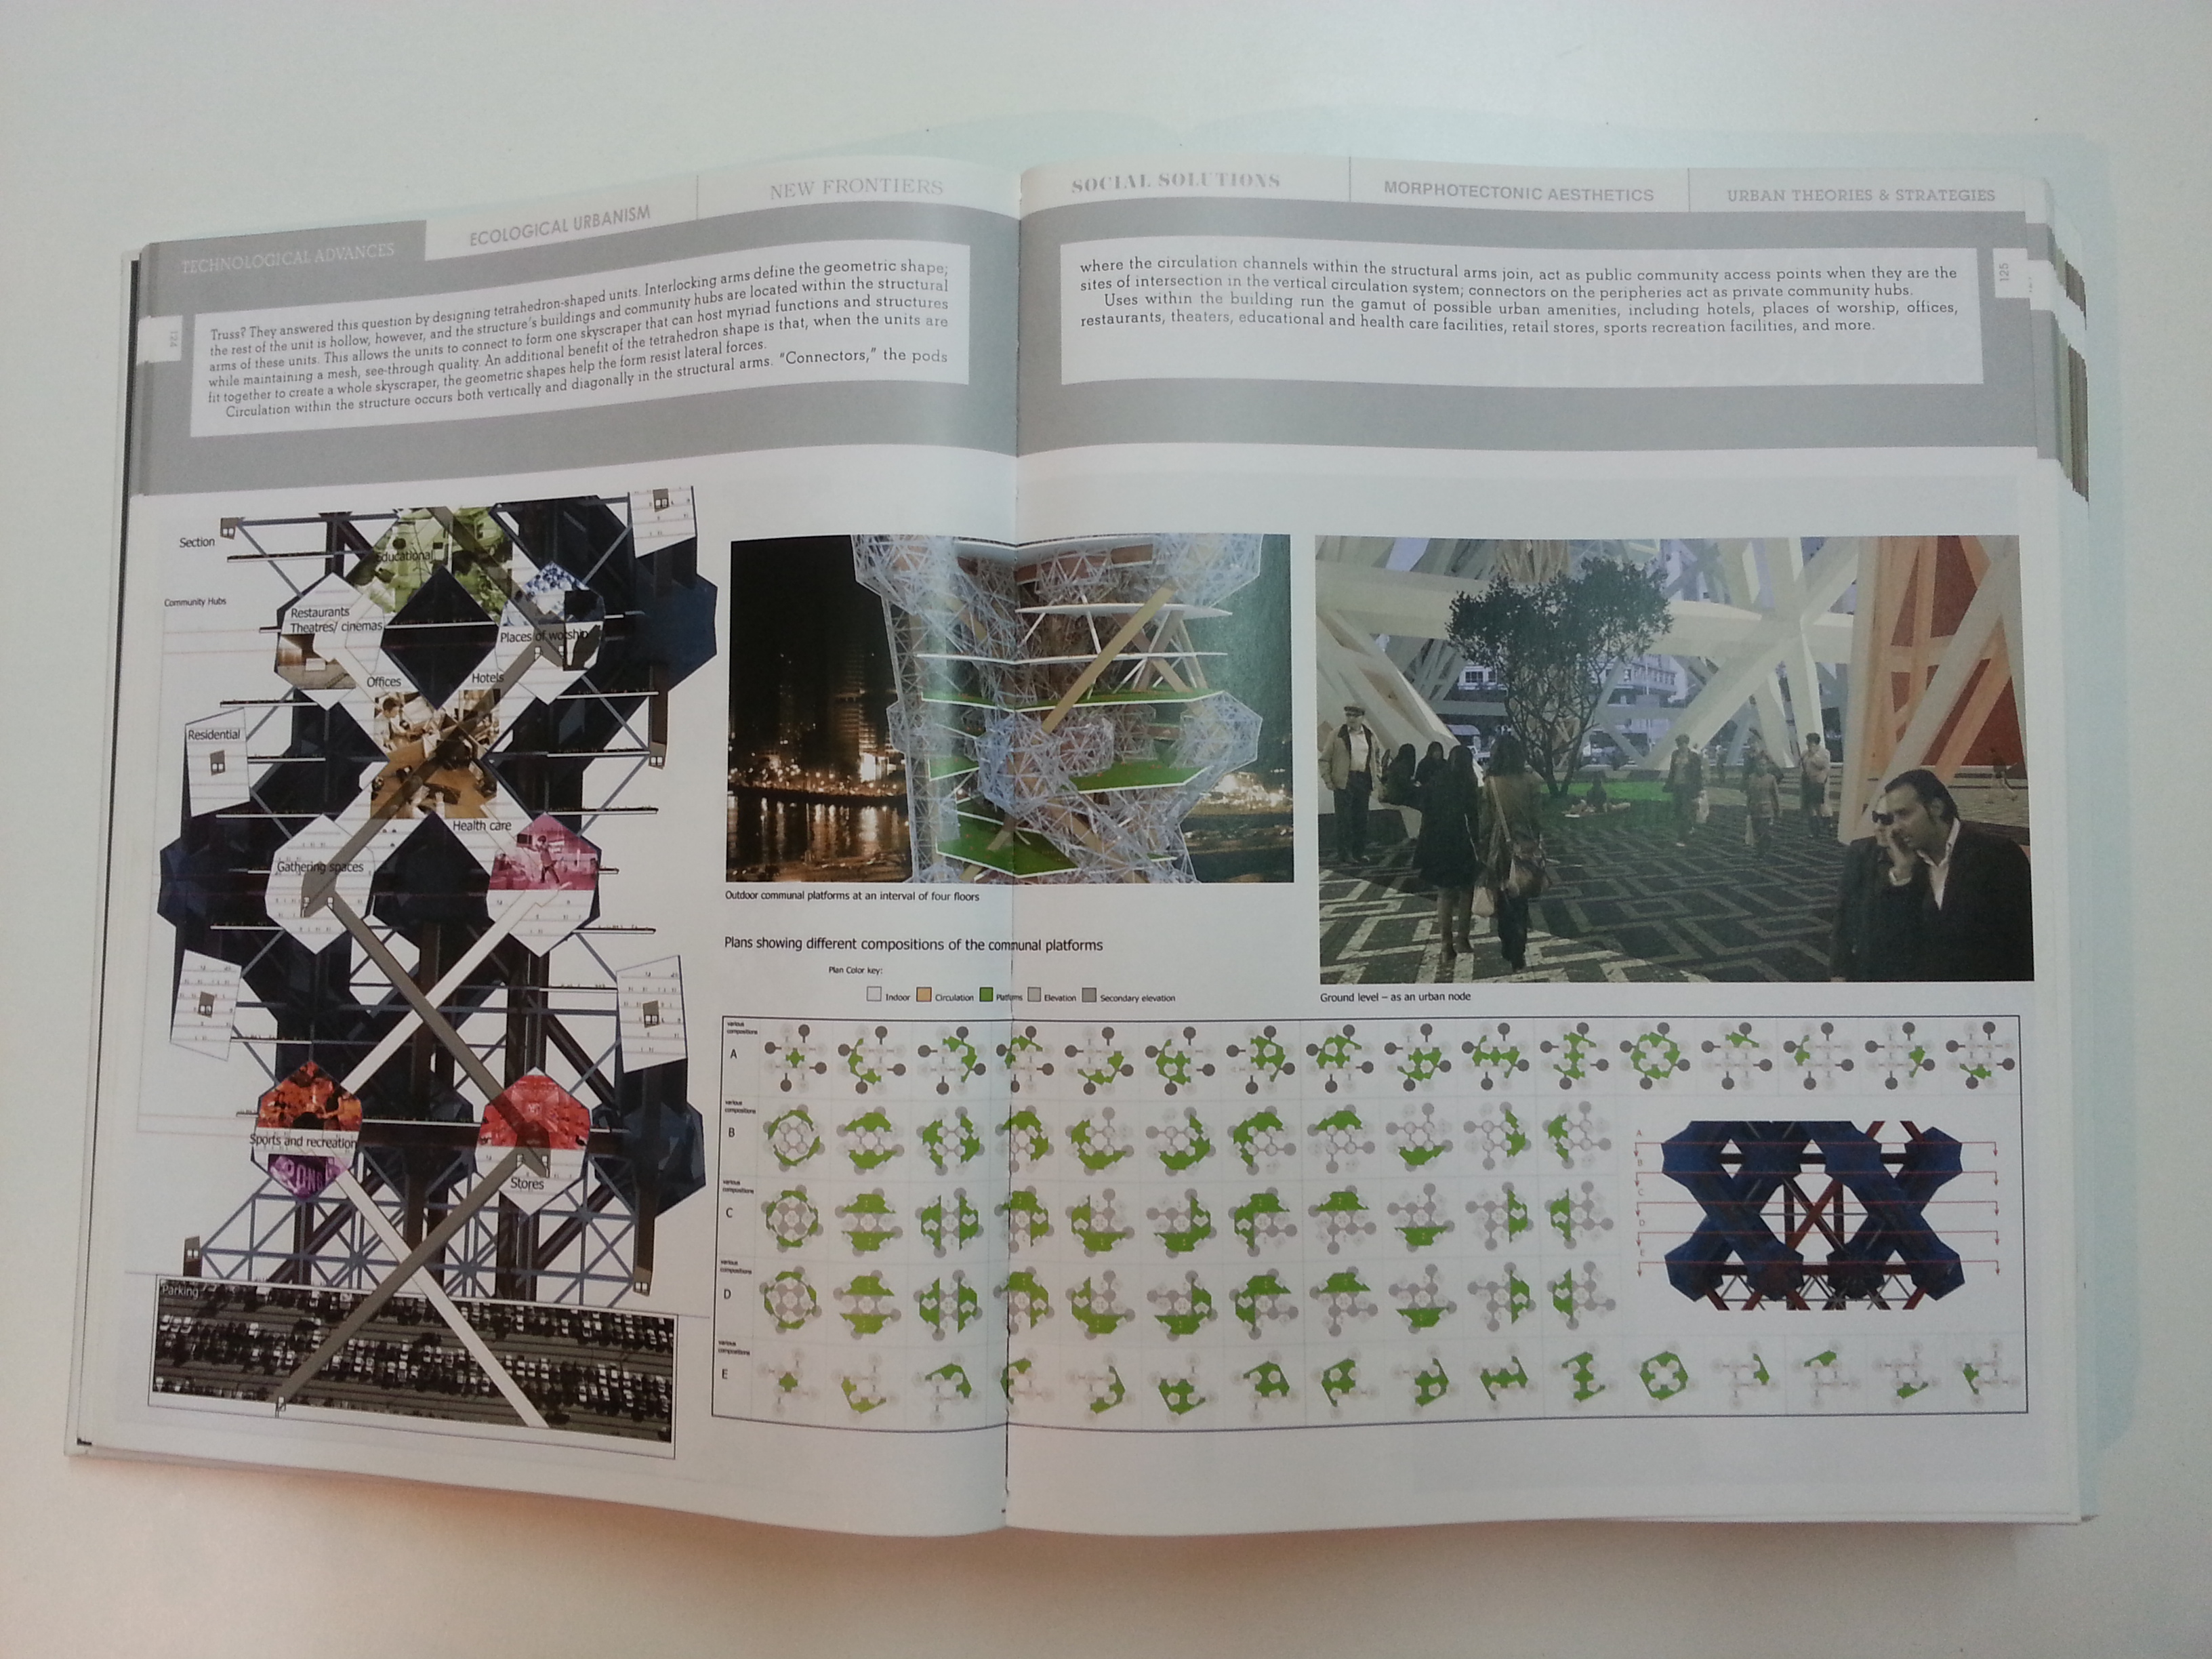 TECHNOLOGICAL ADVANCES
ECOLOGICAL URBANISM
NEW FRONTIERS
SOCIAL SOLUTIONS
MORPHOTECTONIC AESTHETICS
URBAN THEORIES & STRATEGIES
124
Truss? They answered this question by designing tetrahedron-shaped units. Interlocking arms define the geometric shape;
the rest of the unit is hollow, however, and the structure's buildings and community hubs are located within the structural
arms of these units. This allows the units to connect to form one skyscraper that can host myriad functions and structures
while maintaining a mesh, see-through quality. An additional benefit of the tetrahedron shape is that, when the units are
fit together to create a whole skyscraper, the geometric shapes help the form resist lateral forces.
Circulation within the structure occurs both vertically and diagonally in the structural arms. "Connectors," the pods
where the circulation channels within the structural arms join, act as public community access points when they are the
sites of intersection in the vertical circulation system; connectors on the peripheries act as private community hubs.
Uses within the building run the gamut of possible urban amenities, including hotels, places of worship, offices,
restaurants, theaters, educational and health care facilities, retail stores, sports recreation facilities, and more.
125
Section
Community Hubs
Educational
Restaurants
Theatres/ cinemas
Places of worship
Offices
Hotels
Residential
Health care
Gathering spaces
Sports and recreation
Stores
Parking
Outdoor communal platforms at an interval of four floors
Ground level – as an urban node
Plans showing different compositions of the communal platforms
Plan Color key:
Indoor
Circulation
Platforms
Elevation
Secondary elevation
various
compositions
A
various
compositions
B
various
compositions
C
various
compositions
D
various
compositions
E
A
B
C
D
E